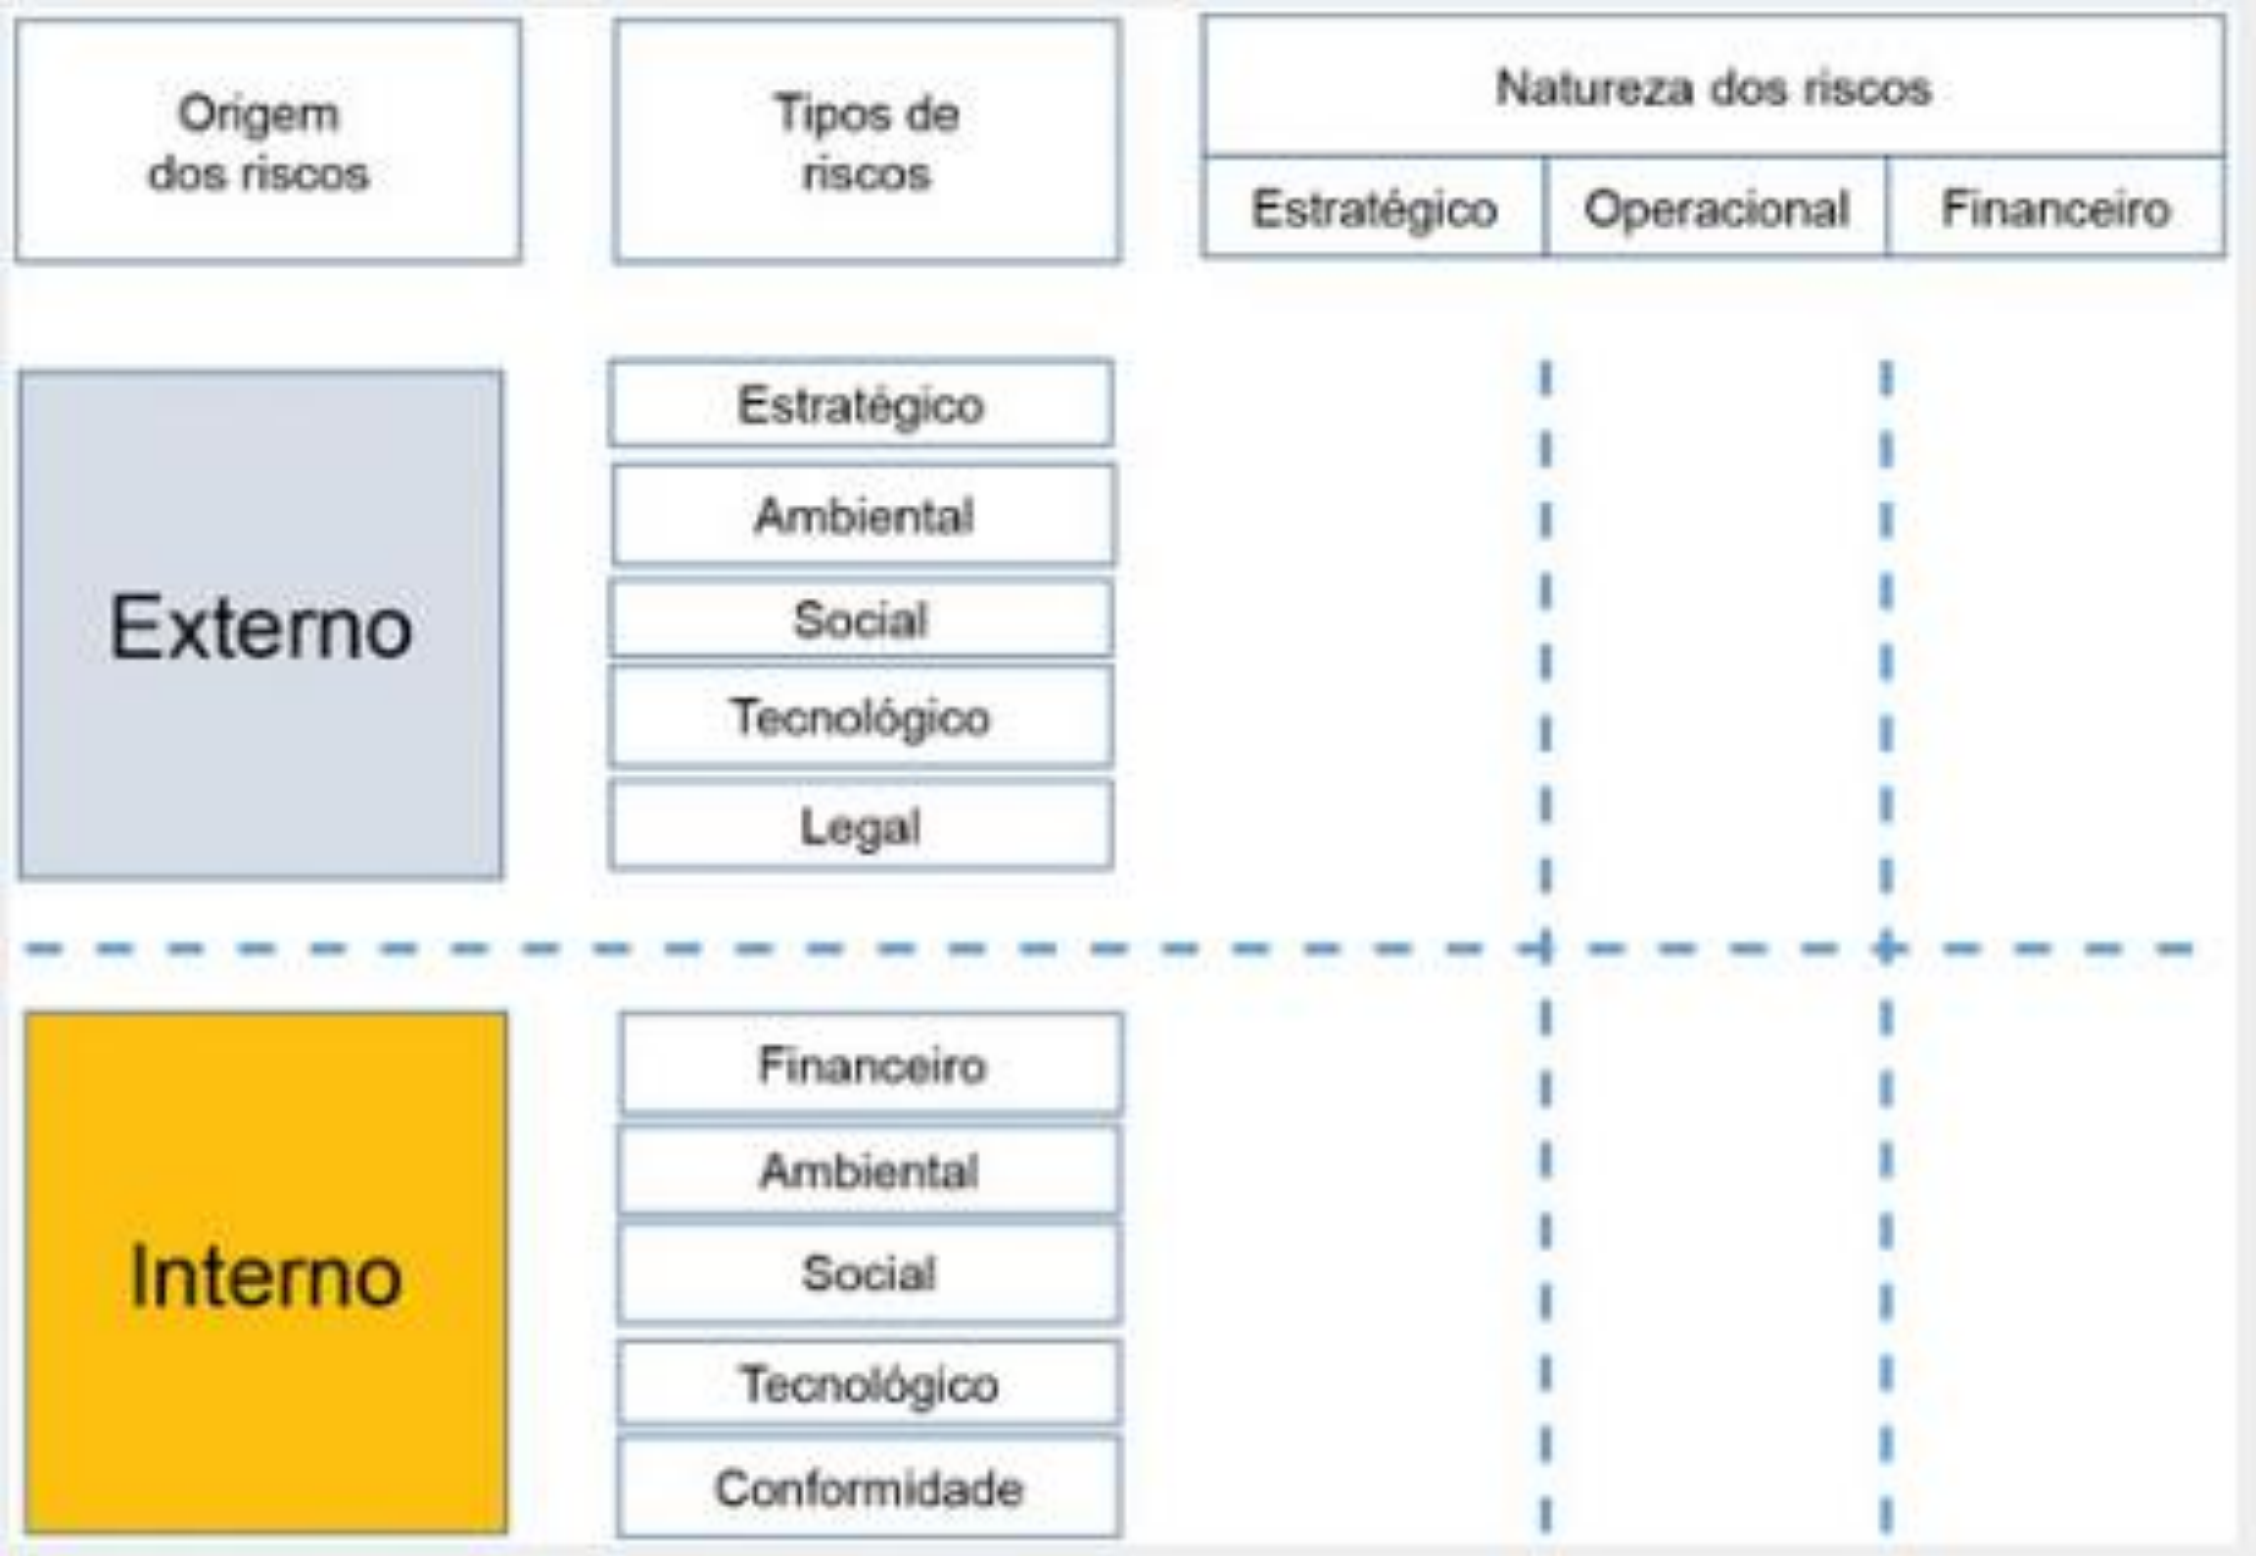 Origem
dos riscos
Tipos de
riscos
Natureza dos riscos
Estratégico
Operacional
Financeiro
Externo
Estratégico
Ambiental
Social
Tecnológico
Legal
Interno
Financeiro
Ambiental
Social
Tecnológico
Conformidade